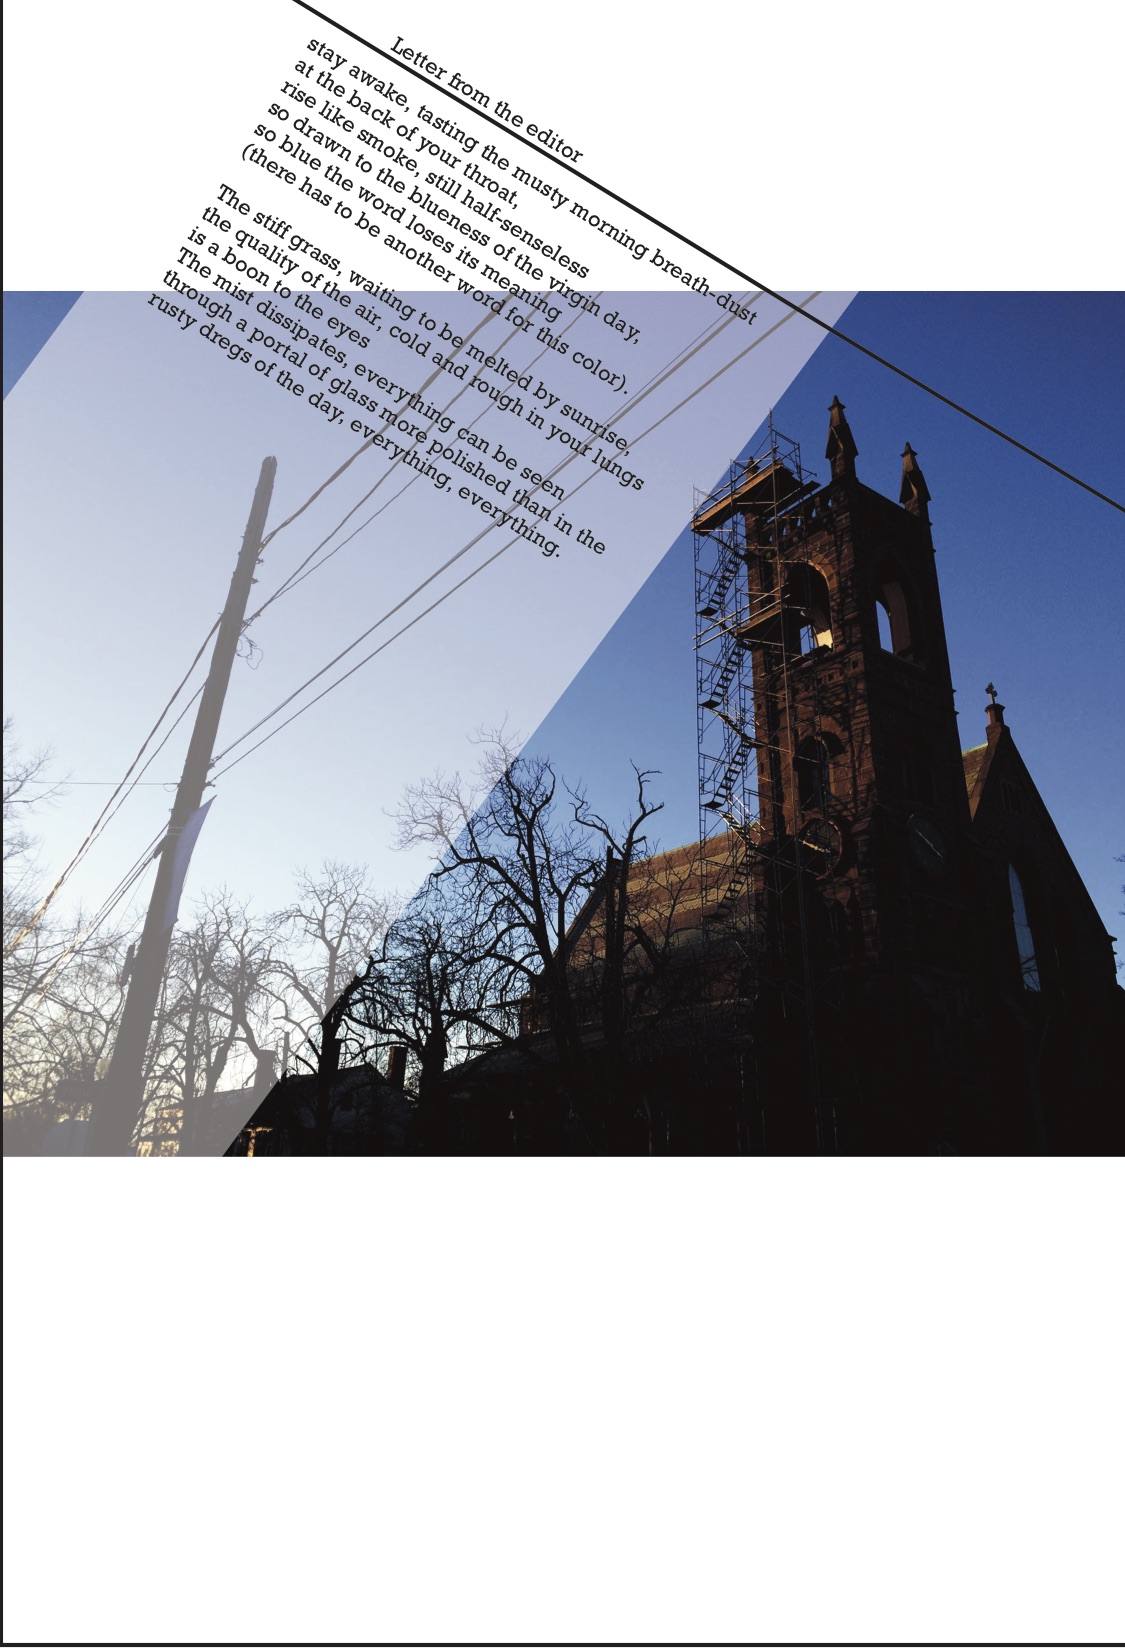 Letter from the editor
stay awake, tasting the musty morning breath-dust
at the back of your throat,
rise like smoke, still half-senseless
so drawn to the blueness of the virgin day,
so blue the word loses its meaning
(there has to be another word for this color).
The stiff grass, waiting to be melted by sunrise,
the quality of the air, cold and rough in your lungs
is a boon to the eyes
The mist dissipates, everything can be seen
through a portal of glass more polished than in the
rusty dregs of the day, everything, everything.